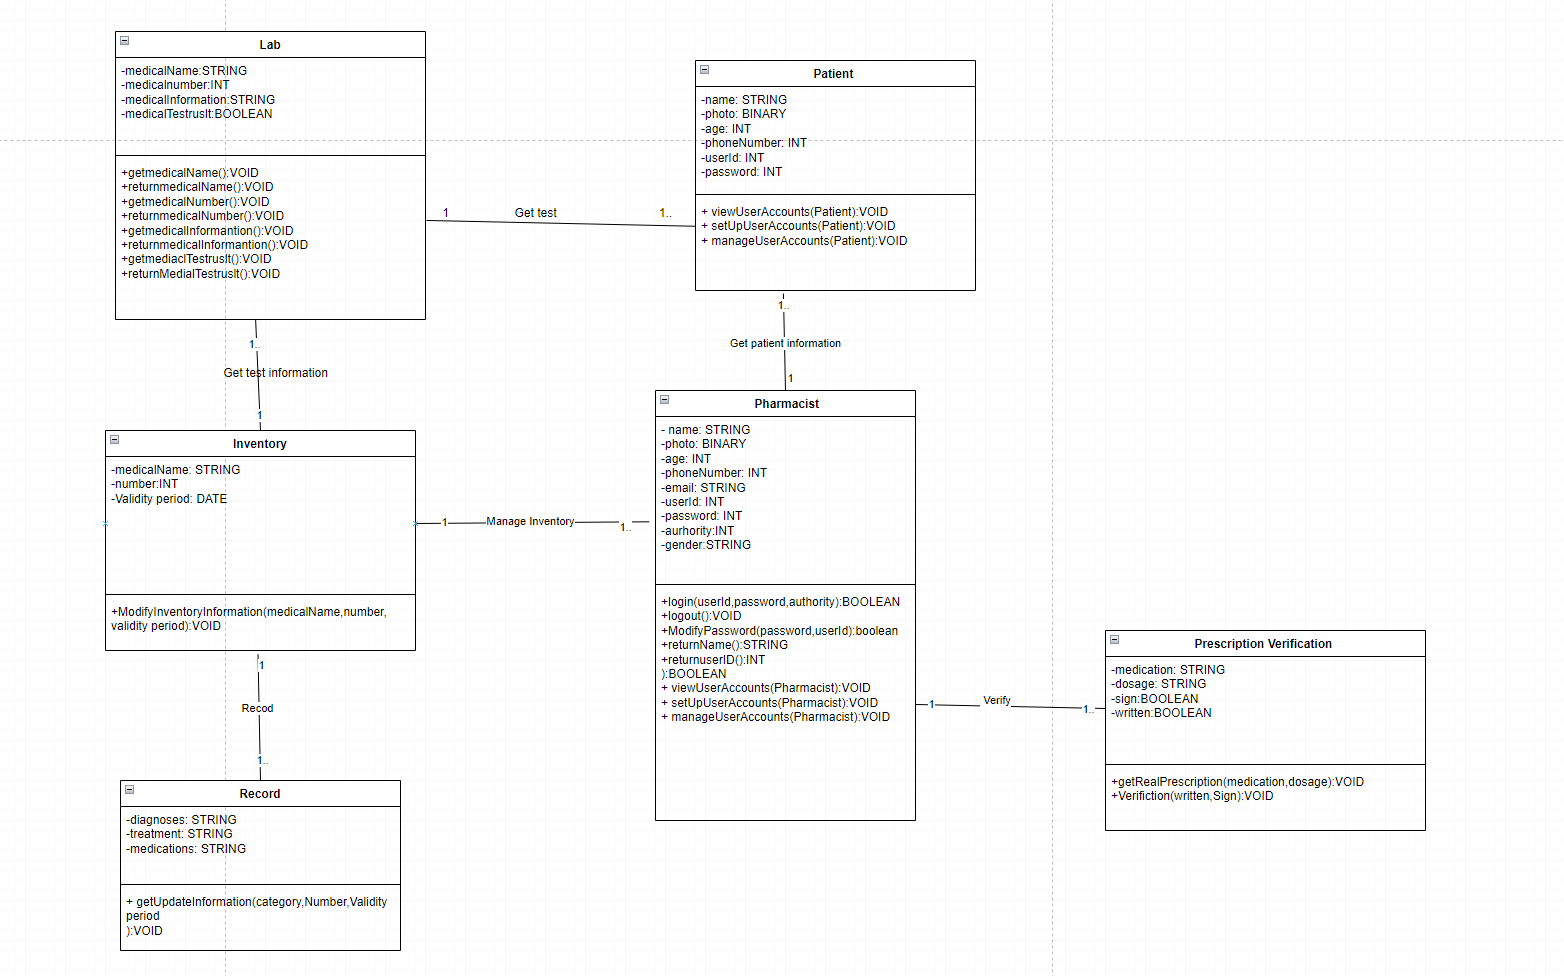 Lab
-medicalName:STRING
-medicalnumber:INT
-medicalInformation:STRING
-medicalTestruslt:BOOLEAN
+getmedicalName():VOID
+returnmedicalName():VOID
+getmedicalNumber():VOID
+returnmedicalNumber():VOID
+getmedicalInformantion():VOID
+returnmedicalInformantion():VOID
+getmediaclTestruslt():VOID
+returnMedialTestruslt():VOID
1
Get test
1..
Patient
-name: STRING
-photo: BINARY
-age: INT
-phoneNumber: INT
-userId: INT
-password: INT
+ viewUserAccounts(Patient):VOID
+ setUpUserAccounts(Patient):VOID
+ manageUserAccounts(Patient):VOID
1..
Get patient information
1
1..
Get test information
1
Inventory
-medicalName: STRING
-number:INT
-Validity period: DATE
+ModifyInventoryInformation(medicalName,number,
validity period):VOID
1
Manage Inventory
1..
Pharmacist
- name: STRING
-photo: BINARY
-age: INT
-phoneNumber: INT
-email: STRING
-userId: INT
-password: INT
-aurhority:INT
-gender:STRING
+login(userId,password,authority):BOOLEAN
+logout():VOID
+ModifyPassword(password,userId):boolean
+returnName():STRING
+returnuserID():INT
):BOOLEAN
+ viewUserAccounts(Pharmacist):VOID
+ setUpUserAccounts(Pharmacist):VOID
+ manageUserAccounts(Pharmacist):VOID
1
Verify
1..
Prescription Verification
-medication: STRING
-dosage: STRING
-sign:BOOLEAN
-written:BOOLEAN
+getRealPrescription(medication,dosage):VOID
+Verifiction(written,Sign):VOID
1
Recod
1..
Record
-diagnoses: STRING
-treatment: STRING
-medications: STRING
+ getUpdateInformation(category,Number,Validity
period
):VOID